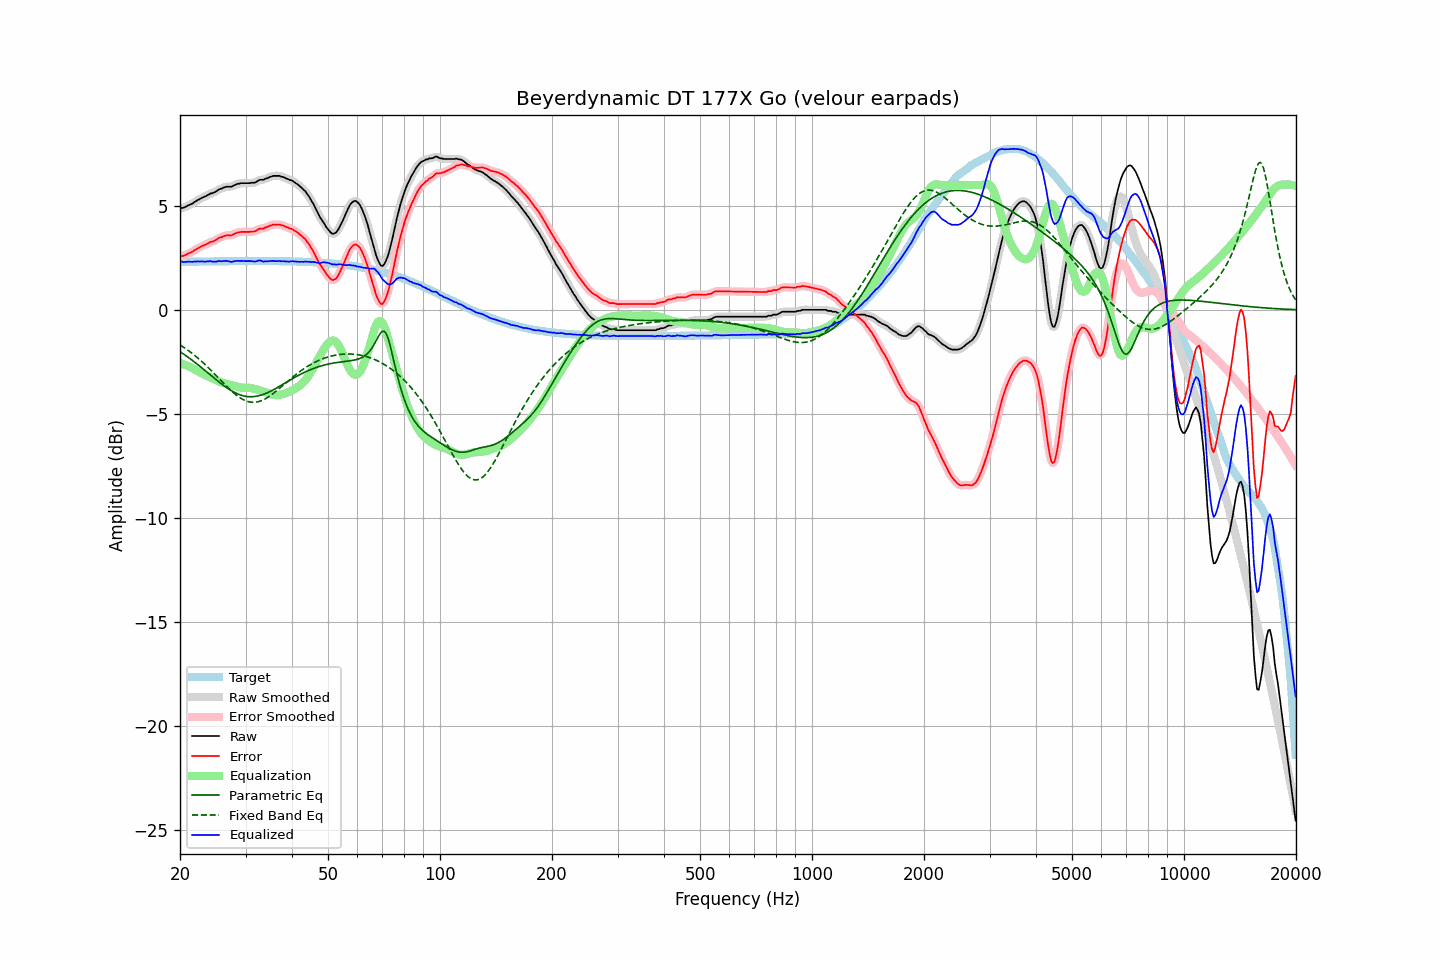 Beyerdynamic DT 177X Go (velour earpads)
Amplitude (dBr)
5
0
−5
−10
−15
−20
−25
Target
Raw Smoothed
Error Smoothed
Raw
Error
Equalization
Parametric Eq
Fixed Band Eq
Equalized
20 50 100 200 500 1000 2000 5000 10000 20000
Frequency (Hz)